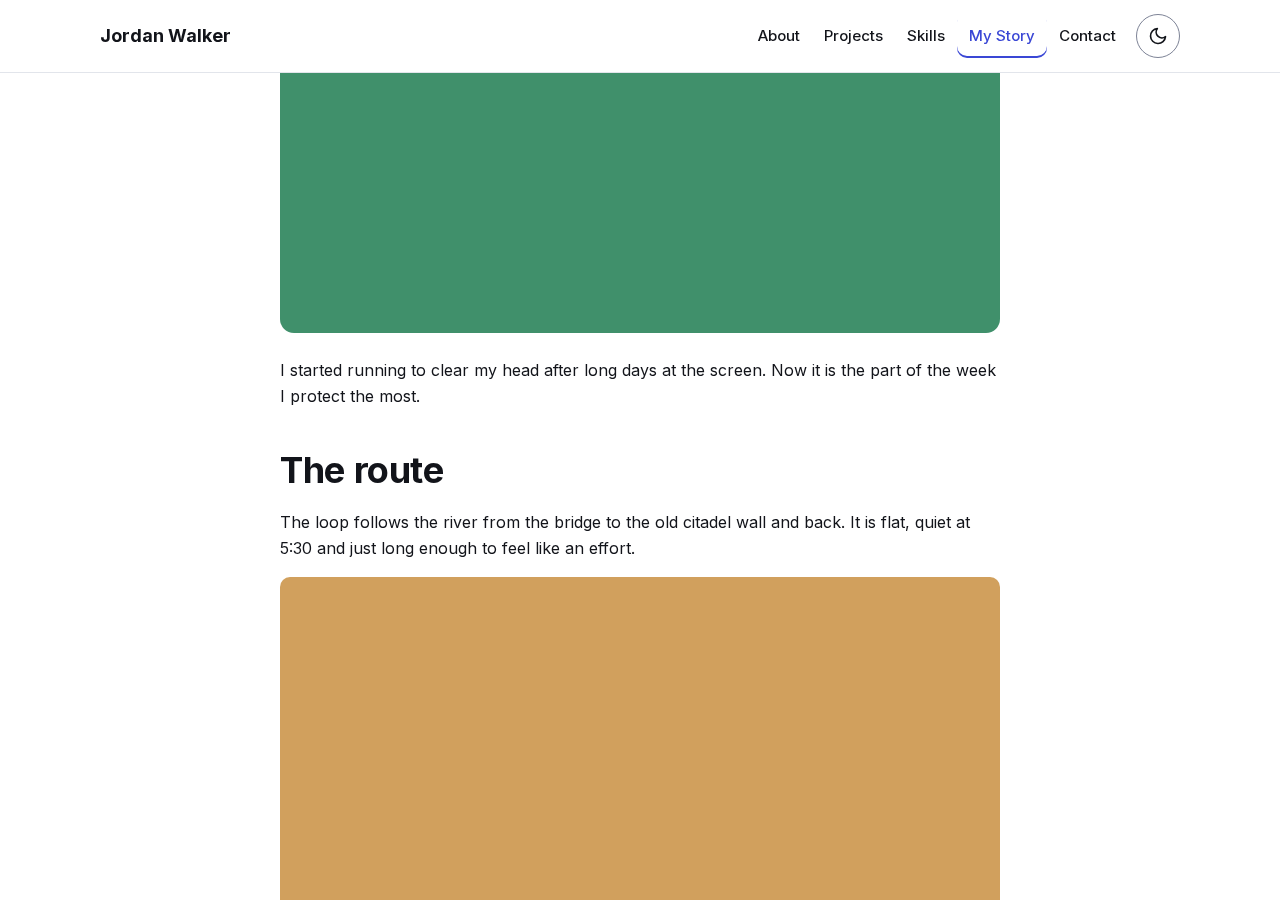 Jordan Walker
About Projects Skills My Story Contact
I started running to clear my head after long days at the screen. Now it is the part of the week
I protect the most.
The route
The loop follows the river from the bridge to the old citadel wall and back. It is flat, quiet at
5:30 and just long enough to feel like an effort.